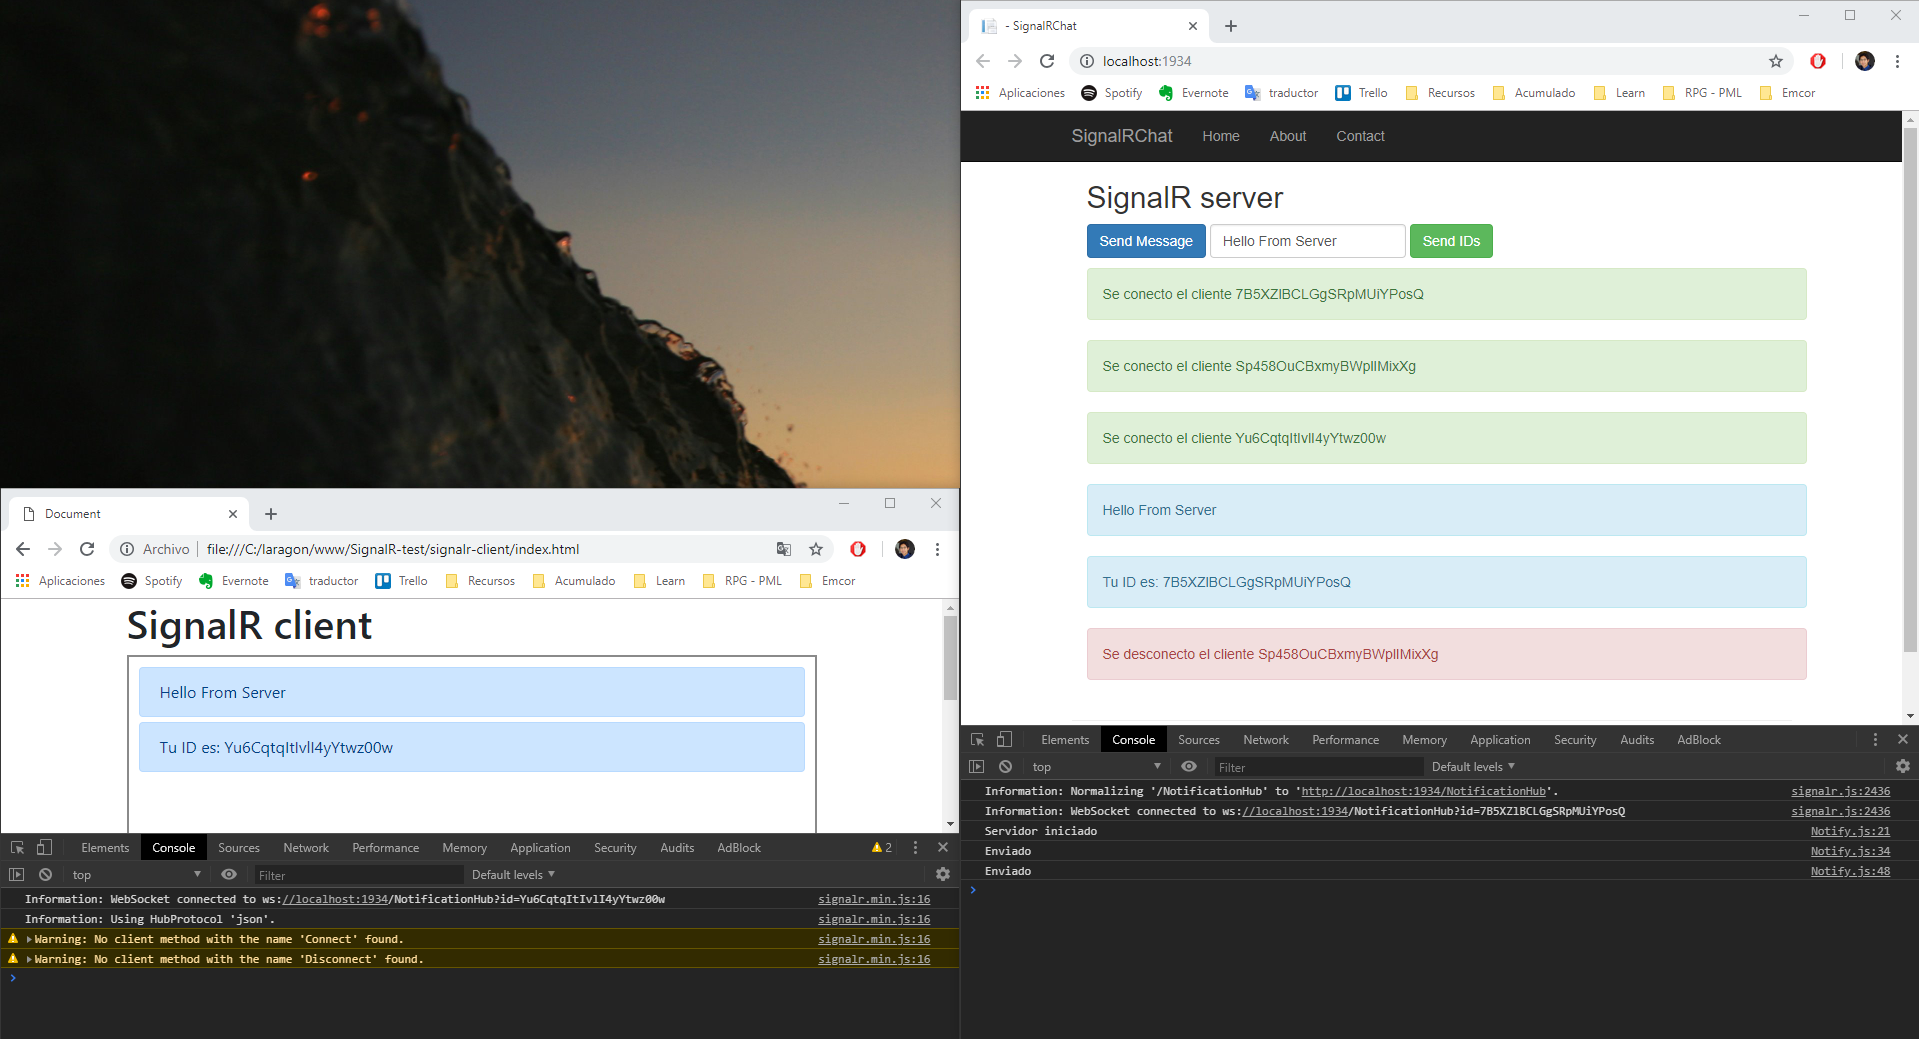 - SignalRChat
localhost:1934
Aplicaciones Spotify Evernote traductor Trello Recursos Acumulado Learn RPG - PML Emcor
SignalRChat Home About Contact
SignalR server
Send Message Hello From Server Send IDs
Se conecto el cliente 7B5XZlBCLGgSRpMUiYPosQ
Se conecto el cliente Sp458OuCBxmyBWplIMixXg
Se conecto el cliente Yu6CqtqItIvlI4yYtwz00w
Hello From Server
Tu ID es: 7B5XZlBCLGgSRpMUiYPosQ
Se desconecto el cliente Sp458OuCBxmyBWplIMixXg
Elements Console Sources Network Performance Memory Application Security Audits AdBlock
top Filter Default levels
Information: Normalizing '/NotificationHub' to 'http://localhost:1934/NotificationHub'. signalr.js:2436
Information: WebSocket connected to ws://localhost:1934/NotificationHub?id=7B5XZlBCLGgSRpMUiYPosQ signalr.js:2436
Servidor iniciado Notify.js:21
Enviado Notify.js:34
Enviado Notify.js:48
Document
Archivo file:///C:/laragon/www/SignalR-test/signalr-client/index.html
Aplicaciones Spotify Evernote traductor Trello Recursos Acumulado Learn RPG - PML Emcor
SignalR client
Hello From Server
Tu ID es: Yu6CqtqItIvlI4yYtwz00w
Elements Console Sources Network Performance Memory Application Security Audits AdBlock 2
top Filter Default levels
Information: WebSocket connected to ws://localhost:1934/NotificationHub?id=Yu6CqtqItIvlI4yYtwz00w signalr.min.js:16
Information: Using HubProtocol 'json'. signalr.min.js:16
Warning: No client method with the name 'Connect' found. signalr.min.js:16
Warning: No client method with the name 'Disconnect' found. signalr.min.js:16